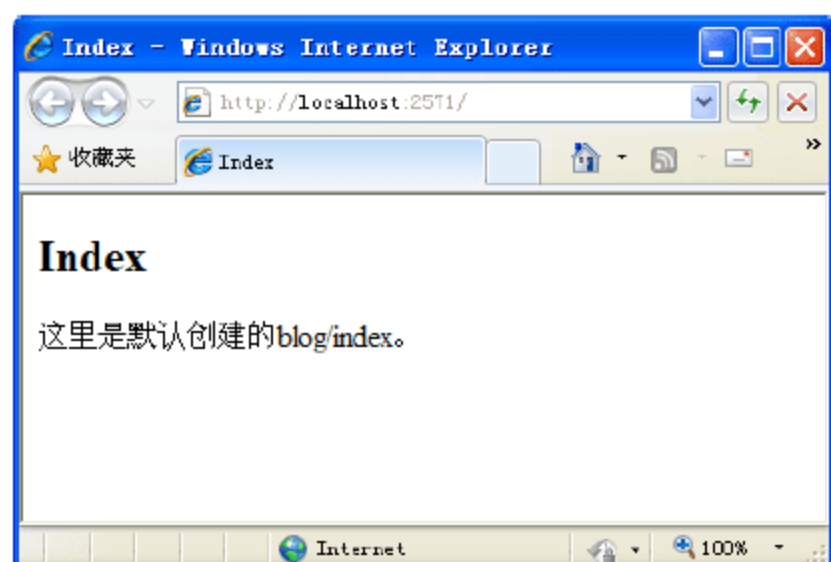 Index - Windows Internet Explorer
http://localhost:2571/
收藏夹
Index
»
Index
这里是默认创建的blog/index。
Internet
100%